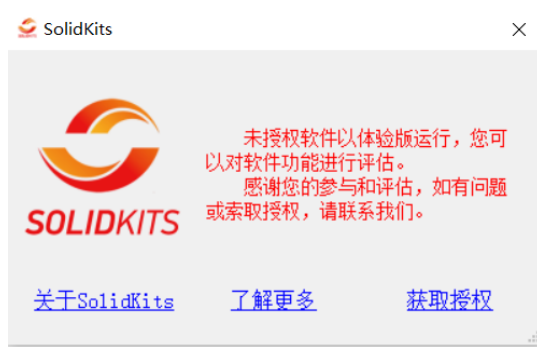 SolidKits
未授权软件以体验版运行，您可
以对软件功能进行评估。
感谢您的参与和评估，如有问题
或索取授权，请联系我们。
SOLIDKITS
关于SolidKits 了解更多 获取授权